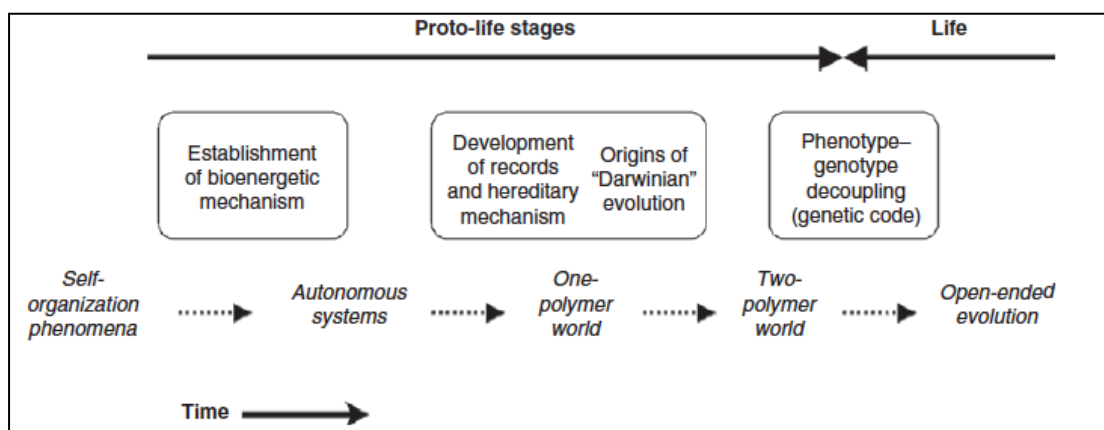 Proto-life stages
Life
Establishment
of bioenergetic
mechanism
Development
of records
and hereditary
mechanism
Origins of
“Darwinian”
evolution
Phenotype–
genotype
decoupling
(genetic code)
Self-
organization
phenomena
Autonomous
systems
One-
polymer
world
Two-
polymer
world
Open-ended
evolution
Time